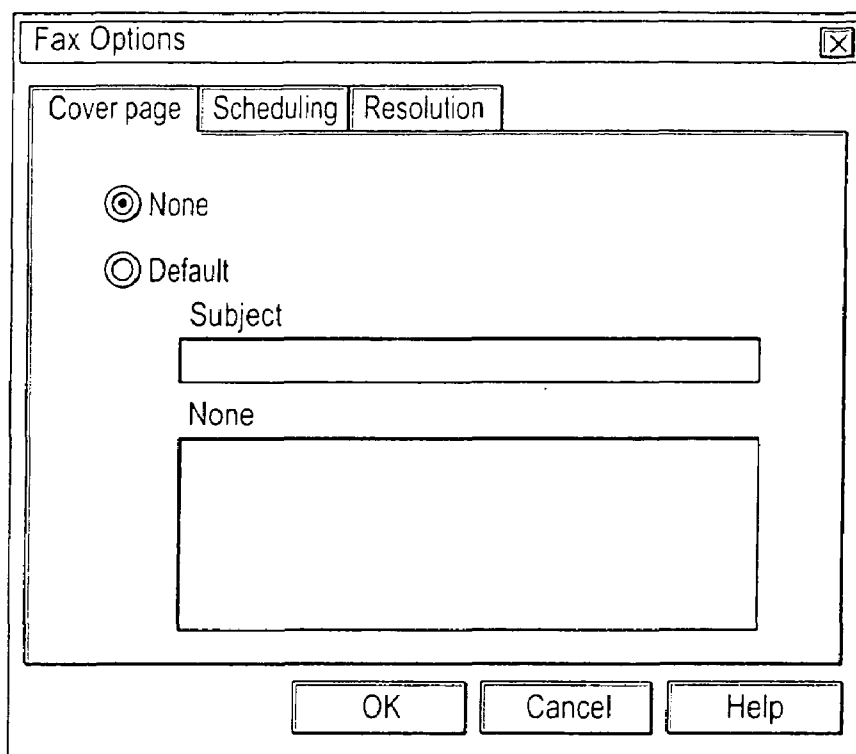 Fax Options
Cover page Scheduling Resolution
None
Default
Subject
None
OK Cancel Help